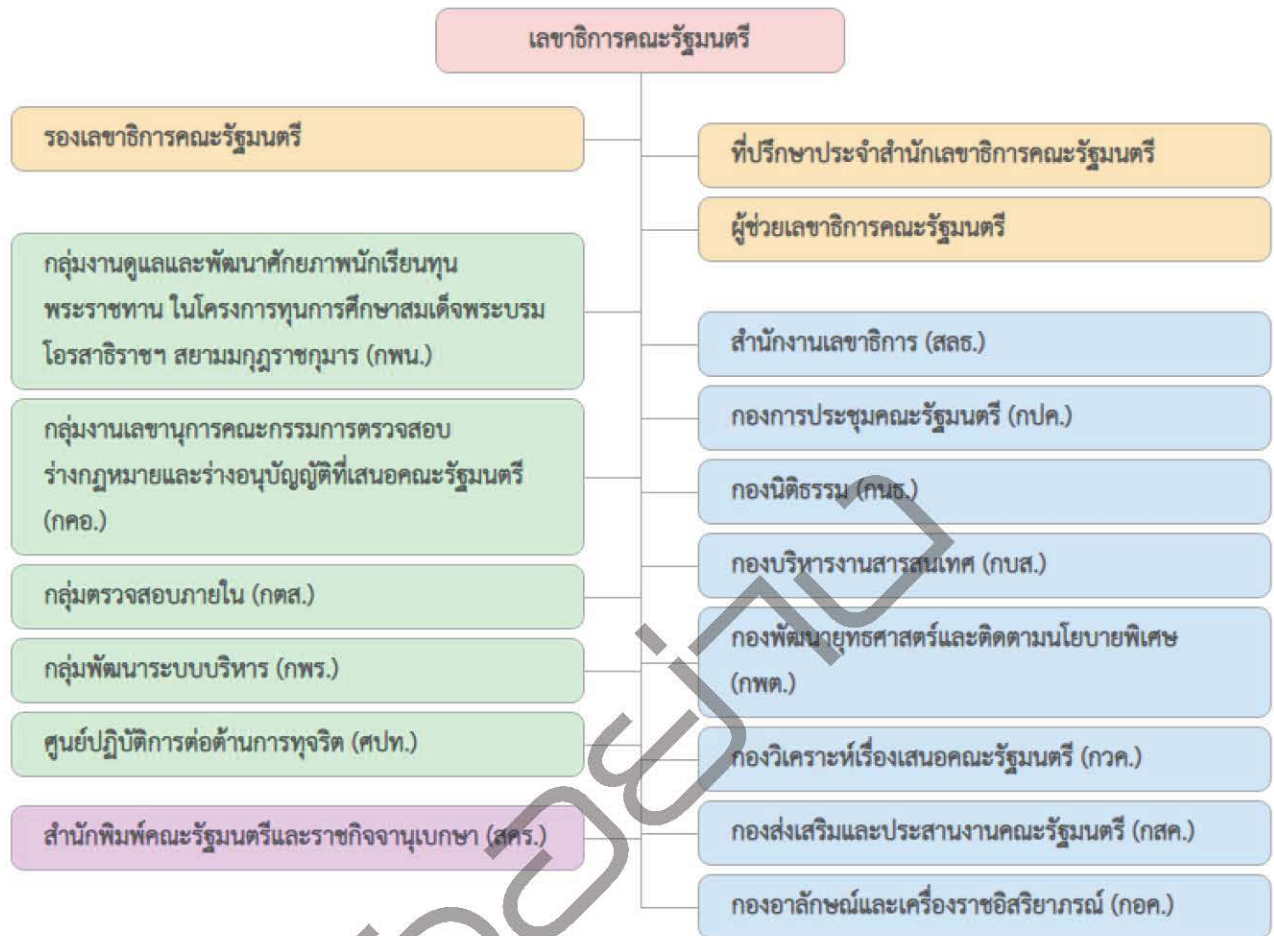 เลขาธิการคณะรัฐมนตรี
รองเลขาธิการคณะรัฐมนตรี
ที่ปรึกษาประจำสำนักเลขาธิการคณะรัฐมนตรี
ผู้ช่วยเลขาธิการคณะรัฐมนตรี
กลุ่มงานดูแลและพัฒนาศักยภาพนักเรียนทุน
พระราชทาน ในโครงการทุนการศึกษาสมเด็จพระบรม
โอรสาธิราชฯ สยามมกุฎราชกุมาร (กพน.)
กลุ่มงานเลขานุการคณะกรรมการตรวจสอบ
ร่างกฎหมายและร่างอนุบัญญัติที่เสนอคณะรัฐมนตรี
(กคอ.)
กลุ่มตรวจสอบภายใน (กตส.)
กลุ่มพัฒนาระบบบริหาร (กพร.)
ศูนย์ปฏิบัติการต่อต้านการทุจริต (ศปท.)
สำนักพิมพ์คณะรัฐมนตรีและราชกิจจานุเบกษา (สคร.)
สำนักงานเลขาธิการ (สลธ.)
กองการประชุมคณะรัฐมนตรี (กปค.)
กองนิติธรรม (กนธ.)
กองบริหารงานสารสนเทศ (กบส.)
กองพัฒนายุทธศาสตร์และติดตามนโยบายพิเศษ
(กพต.)
กองวิเคราะห์เรื่องเสนอคณะรัฐมนตรี (กวค.)
กองส่งเสริมและประสานงานคณะรัฐมนตรี (กสค.)
กองอาลักษณ์และเครื่องราชอิสริยาภรณ์ (กอค.)